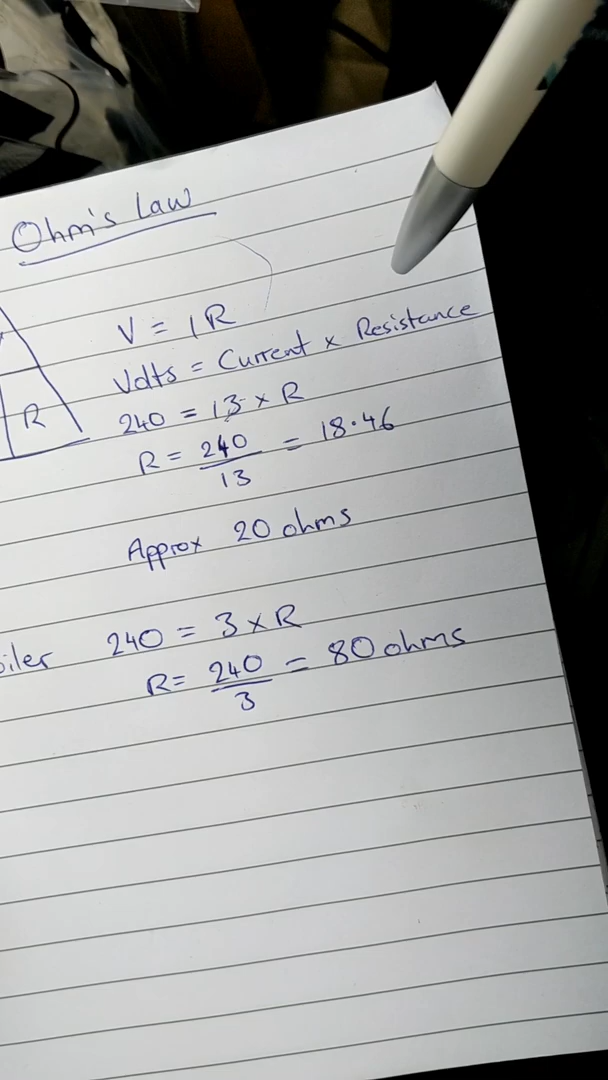 Ohm's Law
V = IR
Volts = Current x Resistance
R
240 = 13 x R
R = 240/13 = 18.46
Approx 20 ohms
240 = 3 x R
R = 240/3 = 80 ohms